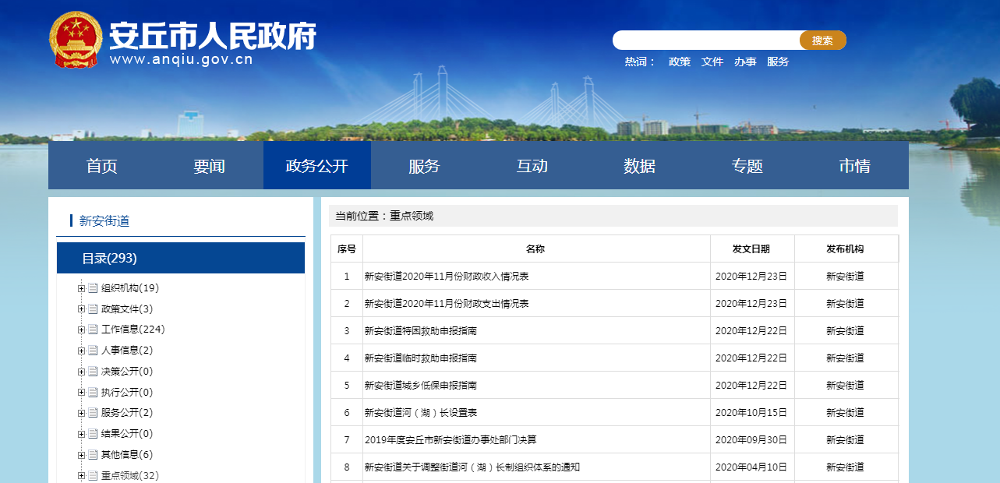 安丘市人民政府
www.anqiu.gov.cn
搜索
热词： 政策 文件 办事 服务
首页 要闻 政务公开 服务 互动 数据 专题 市情
新安街道
目录(293)
组织机构(19)
政策文件(3)
工作信息(224)
人事信息(2)
决策公开(0)
执行公开(0)
服务公开(2)
结果公开(0)
其他信息(6)
重点领域(32)
当前位置：重点领域
序号 名称 发文日期 发布机构
1 新安街道2020年11月份财政收入情况表 2020年12月23日 新安街道
2 新安街道2020年11月份财政支出情况表 2020年12月23日 新安街道
3 新安街道特困救助申报指南 2020年12月22日 新安街道
4 新安街道临时救助申报指南 2020年12月22日 新安街道
5 新安街道城乡低保申报指南 2020年12月22日 新安街道
6 新安街道河（湖）长设置表 2020年10月15日 新安街道
7 2019年度安丘市新安街道办事处部门决算 2020年09月30日 新安街道
8 新安街道关于调整街道河（湖）长制组织体系的通知 2020年04月10日 新安街道